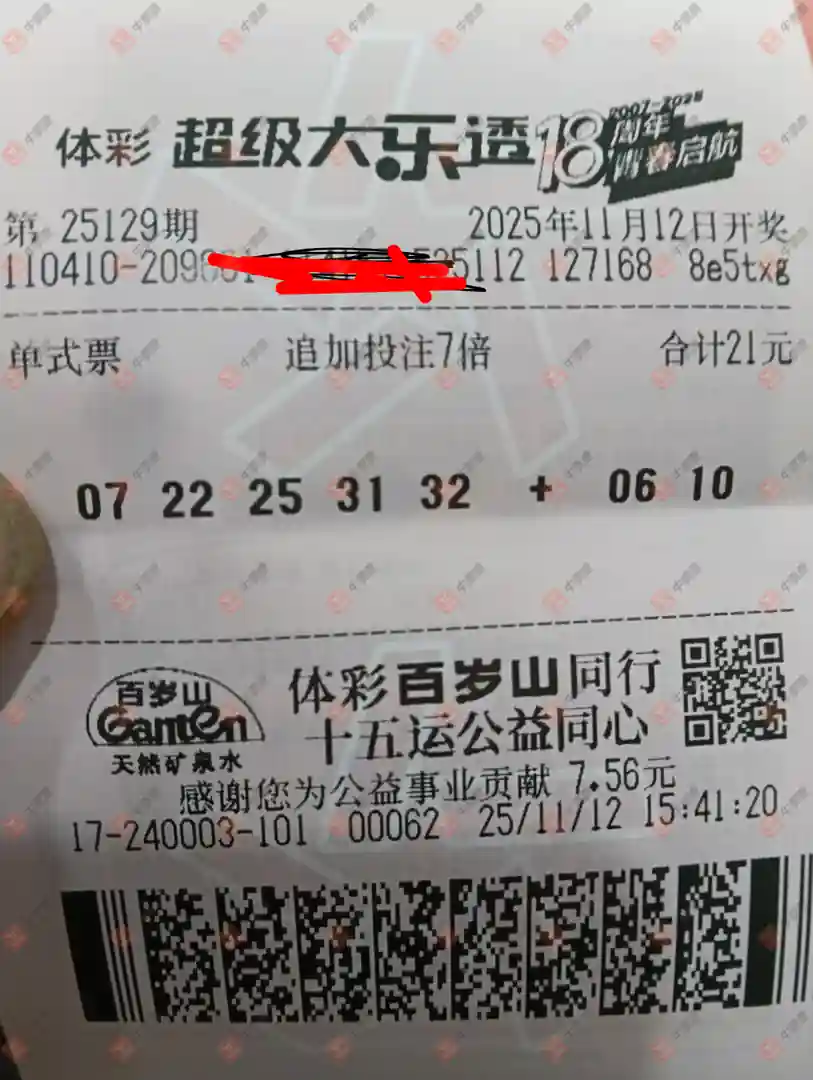 体彩 超级大乐透 18周年 2007-2025 青春启航
第 25129期 2025年11月12日开奖
110410-209 5112 127168 8e5txg
单式票 追加投注7倍 合计21元
07 22 25 31 32 + 06 10
百岁山 Ganten 天然矿泉水
体彩百岁山同行
十五运公益同心
感谢您为公益事业贡献 7.56元
17-240003-101 00062 25/11/12 15:41:20